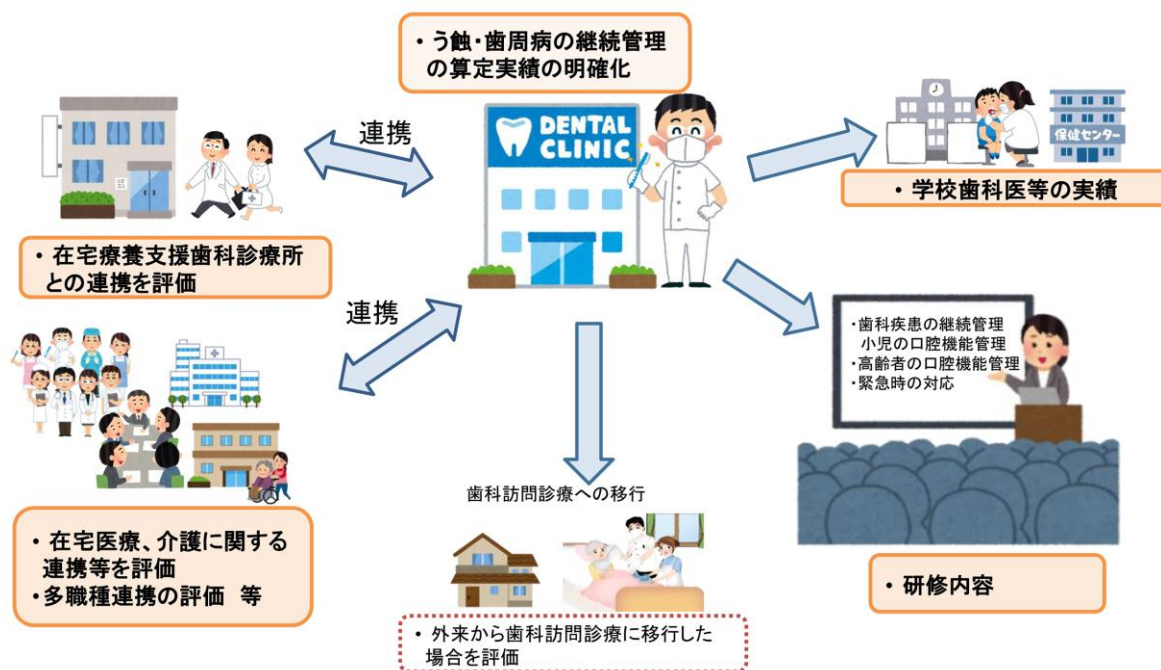 ・う蝕・歯周病の継続管理
の算定実績の明確化
DENTAL
CLINIC
連携
保健センター
・学校歯科医等の実績
・在宅療養支援歯科診療所
との連携を評価
連携
・歯科疾患の継続管理
小児の口腔機能管理
・高齢者の口腔機能管理
・緊急時の対応
歯科訪問診療への移行
・在宅医療、介護に関する
連携等を評価
・多職種連携の評価 等
・研修内容
・外来から歯科訪問診療に移行した
場合を評価